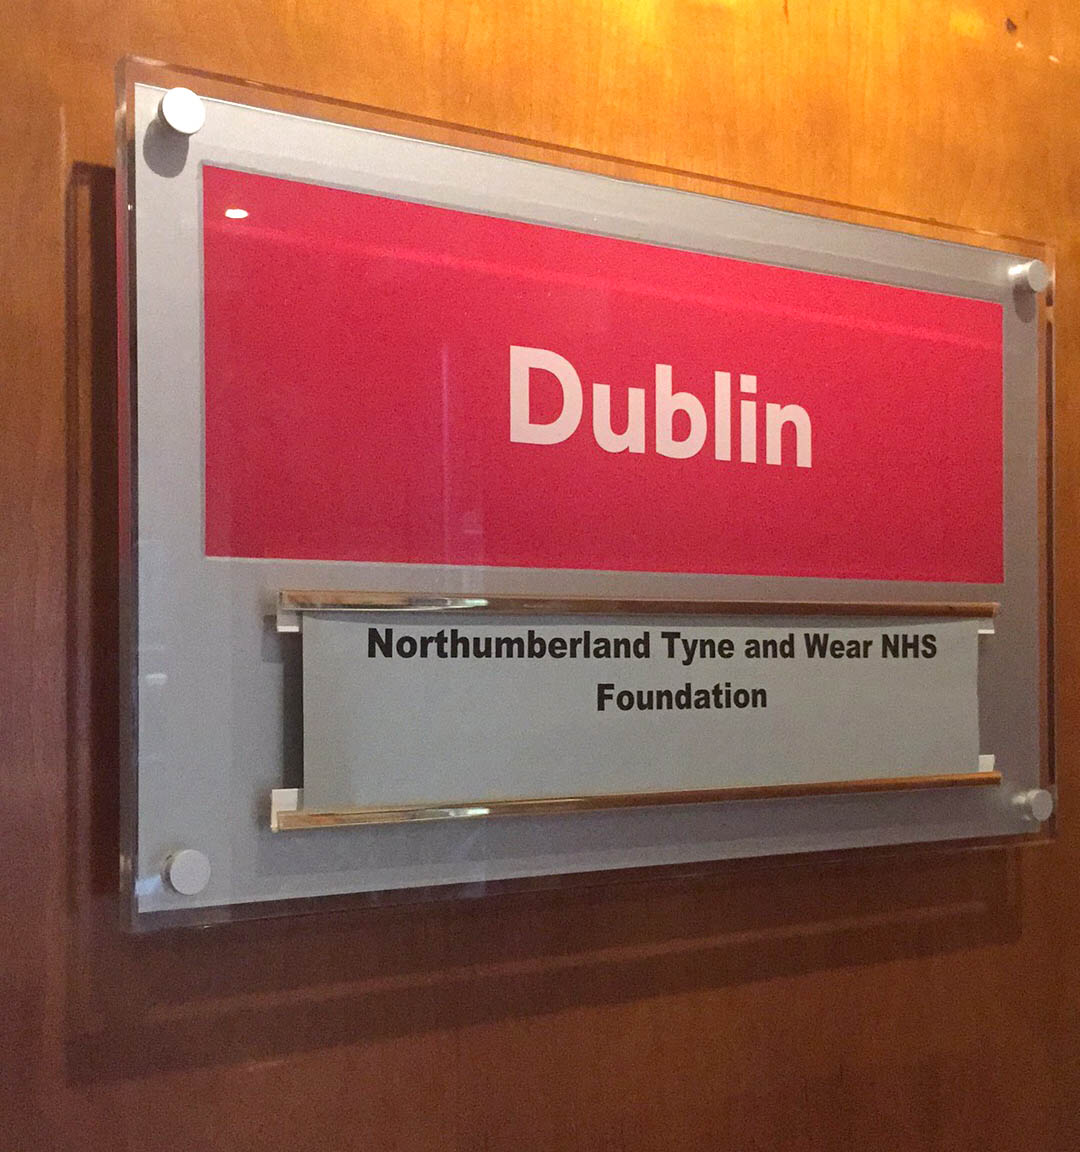 Dublin
Northumberland Tyne and Wear NHS
Foundation